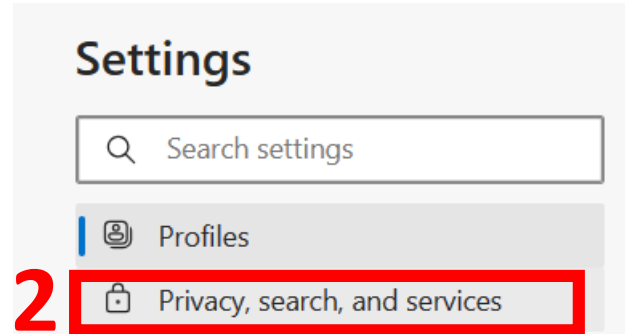 Settings
Search settings
Profiles
2 Privacy, search, and services